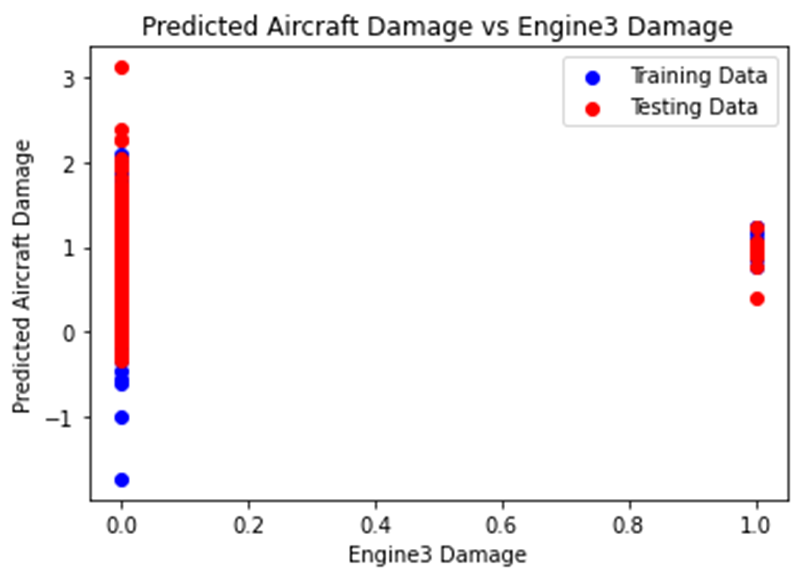 Predicted Aircraft Damage vs Engine3 Damage
Training Data
Testing Data
Predicted Aircraft Damage
3
2
1
0
−1
0.0 0.2 0.4 0.6 0.8 1.0
Engine3 Damage